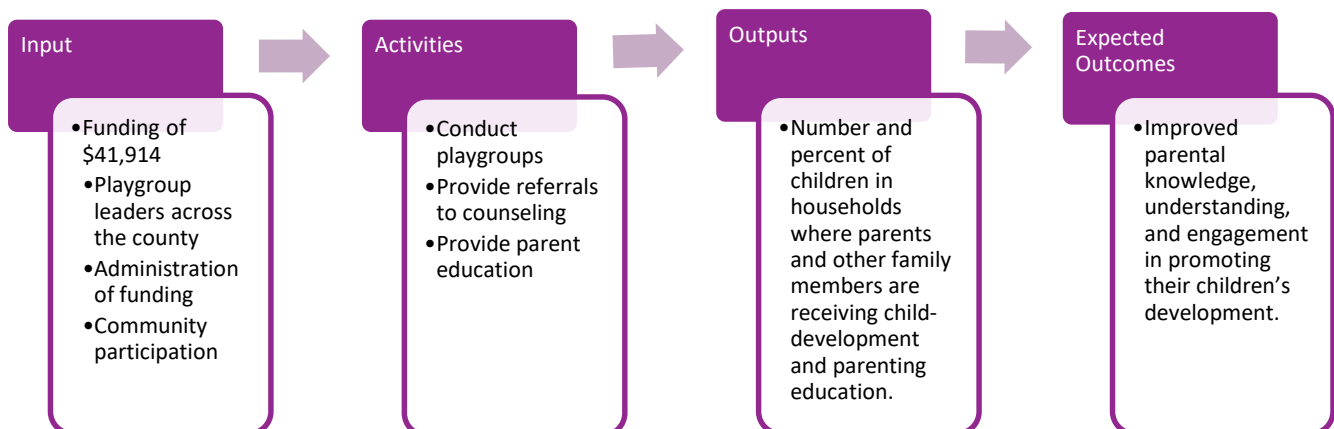 Input
•Funding of
$41,914
•Playgroup
leaders across
the county
•Administration
of funding
•Community
participation
Activities
•Conduct
playgroups
•Provide referrals
to counseling
•Provide parent
education
Outputs
•Number and
percent of
children in
households
where parents
and other family
members are
receiving child-
development
and parenting
education.
Expected
Outcomes
•Improved
parental
knowledge,
understanding,
and engagement
in promoting
their children’s
development.